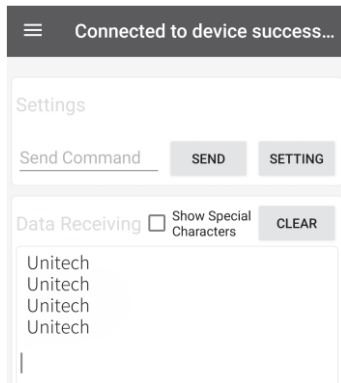 Connected to device success...
Settings
Send Command SEND SETTING
Data Receiving Show Special Characters CLEAR
Unitech
Unitech
Unitech
Unitech